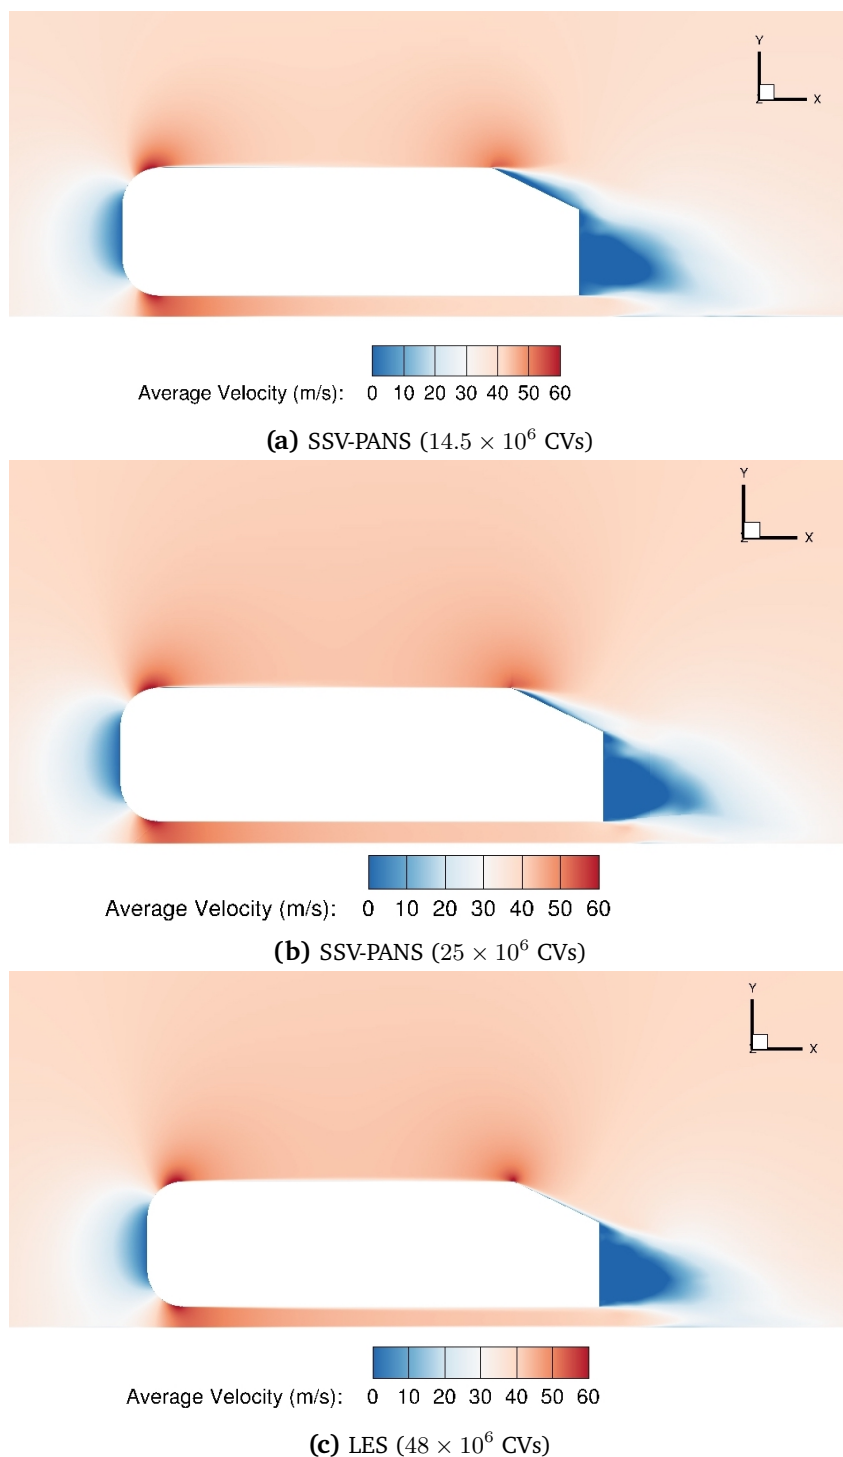 Y
Z X
Average Velocity (m/s): 0 10 20 30 40 50 60
(a) SSV-PANS (14.5 × 10⁶ CVs)
Y
Z X
Average Velocity (m/s): 0 10 20 30 40 50 60
(b) SSV-PANS (25 × 10⁶ CVs)
Y
Z X
Average Velocity (m/s): 0 10 20 30 40 50 60
(c) LES (48 × 10⁶ CVs)